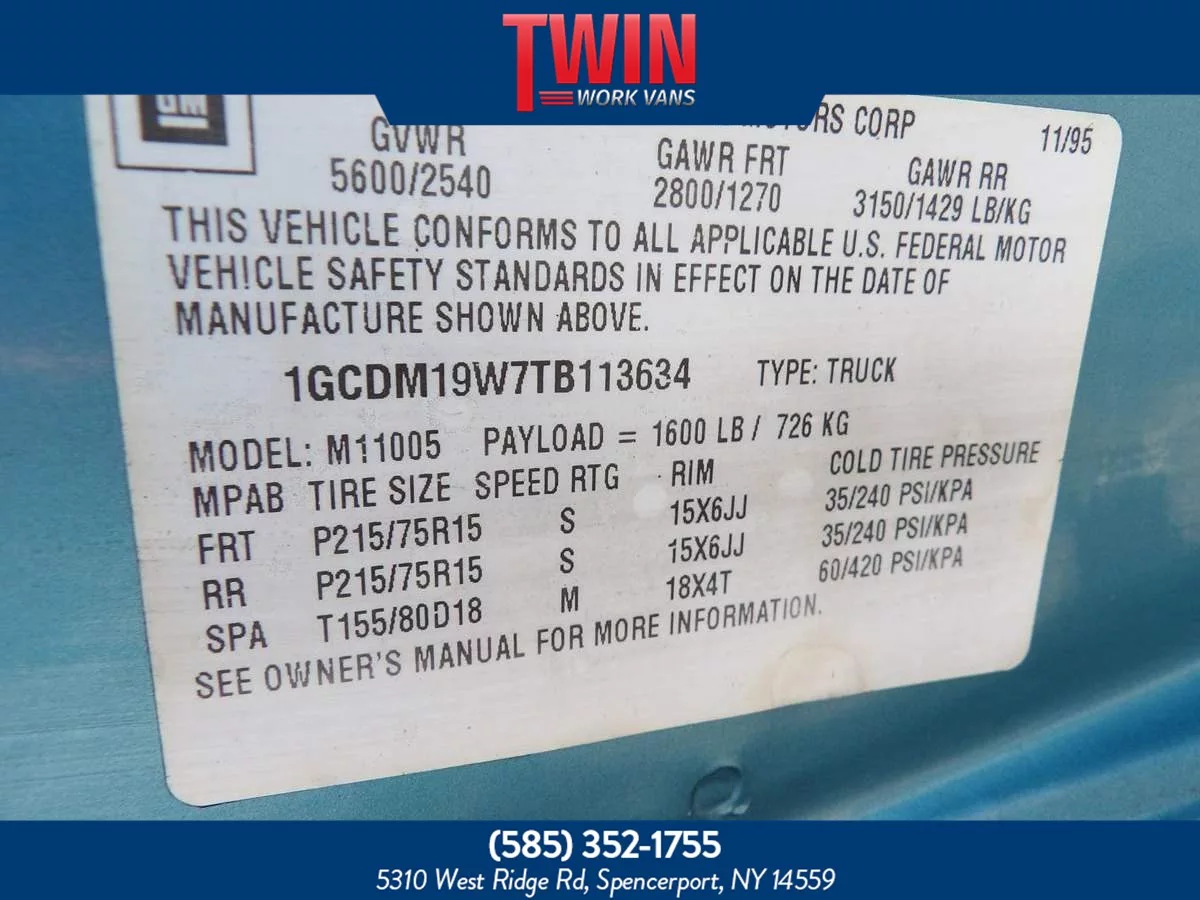 TWIN
WORK VANS
GM
MOTORS CORP 11/95
GVWR GAWR FRT GAWR RR
5600/2540 2800/1270 3150/1429 LB/KG
THIS VEHICLE CONFORMS TO ALL APPLICABLE U.S. FEDERAL MOTOR
VEHICLE SAFETY STANDARDS IN EFFECT ON THE DATE OF
MANUFACTURE SHOWN ABOVE.
1GCDM19W7TB113634 TYPE: TRUCK
MODEL: M11005 PAYLOAD = 1600 LB / 726 KG
MPAB TIRE SIZE SPEED RTG RIM COLD TIRE PRESSURE
FRT P215/75R15 S 15X6JJ 35/240 PSI/KPA
RR P215/75R15 S 15X6JJ 35/240 PSI/KPA
SPA T155/80D18 M 18X4T 60/420 PSI/KPA
SEE OWNER'S MANUAL FOR MORE INFORMATION.
(585) 352-1755
5310 West Ridge Rd, Spencerport, NY 14559